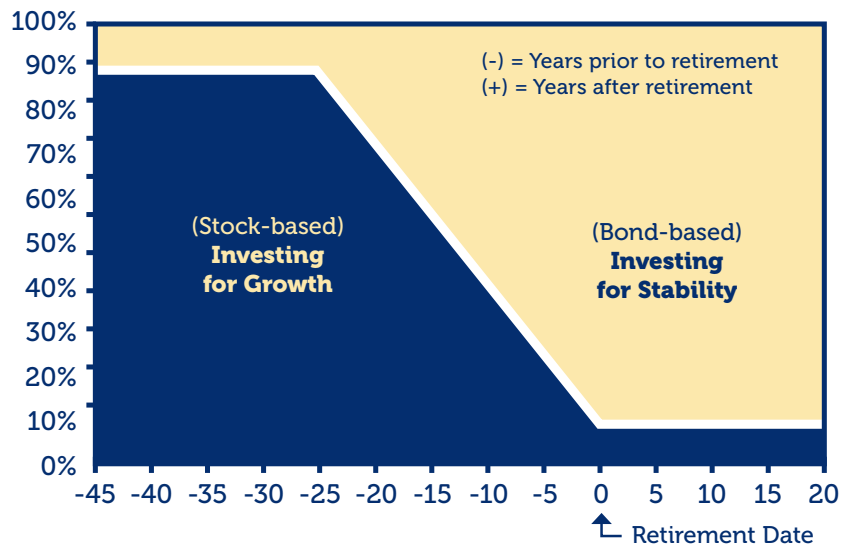 100%
90%
80%
70%
60%
50%
40%
30%
20%
10%
0%
(-) = Years prior to retirement
(+) = Years after retirement
(Stock-based)
Investing
for Growth
(Bond-based)
Investing
for Stability
-45 -40 -35 -30 -25 -20 -15 -10 -5 0 5 10 15 20
Retirement Date